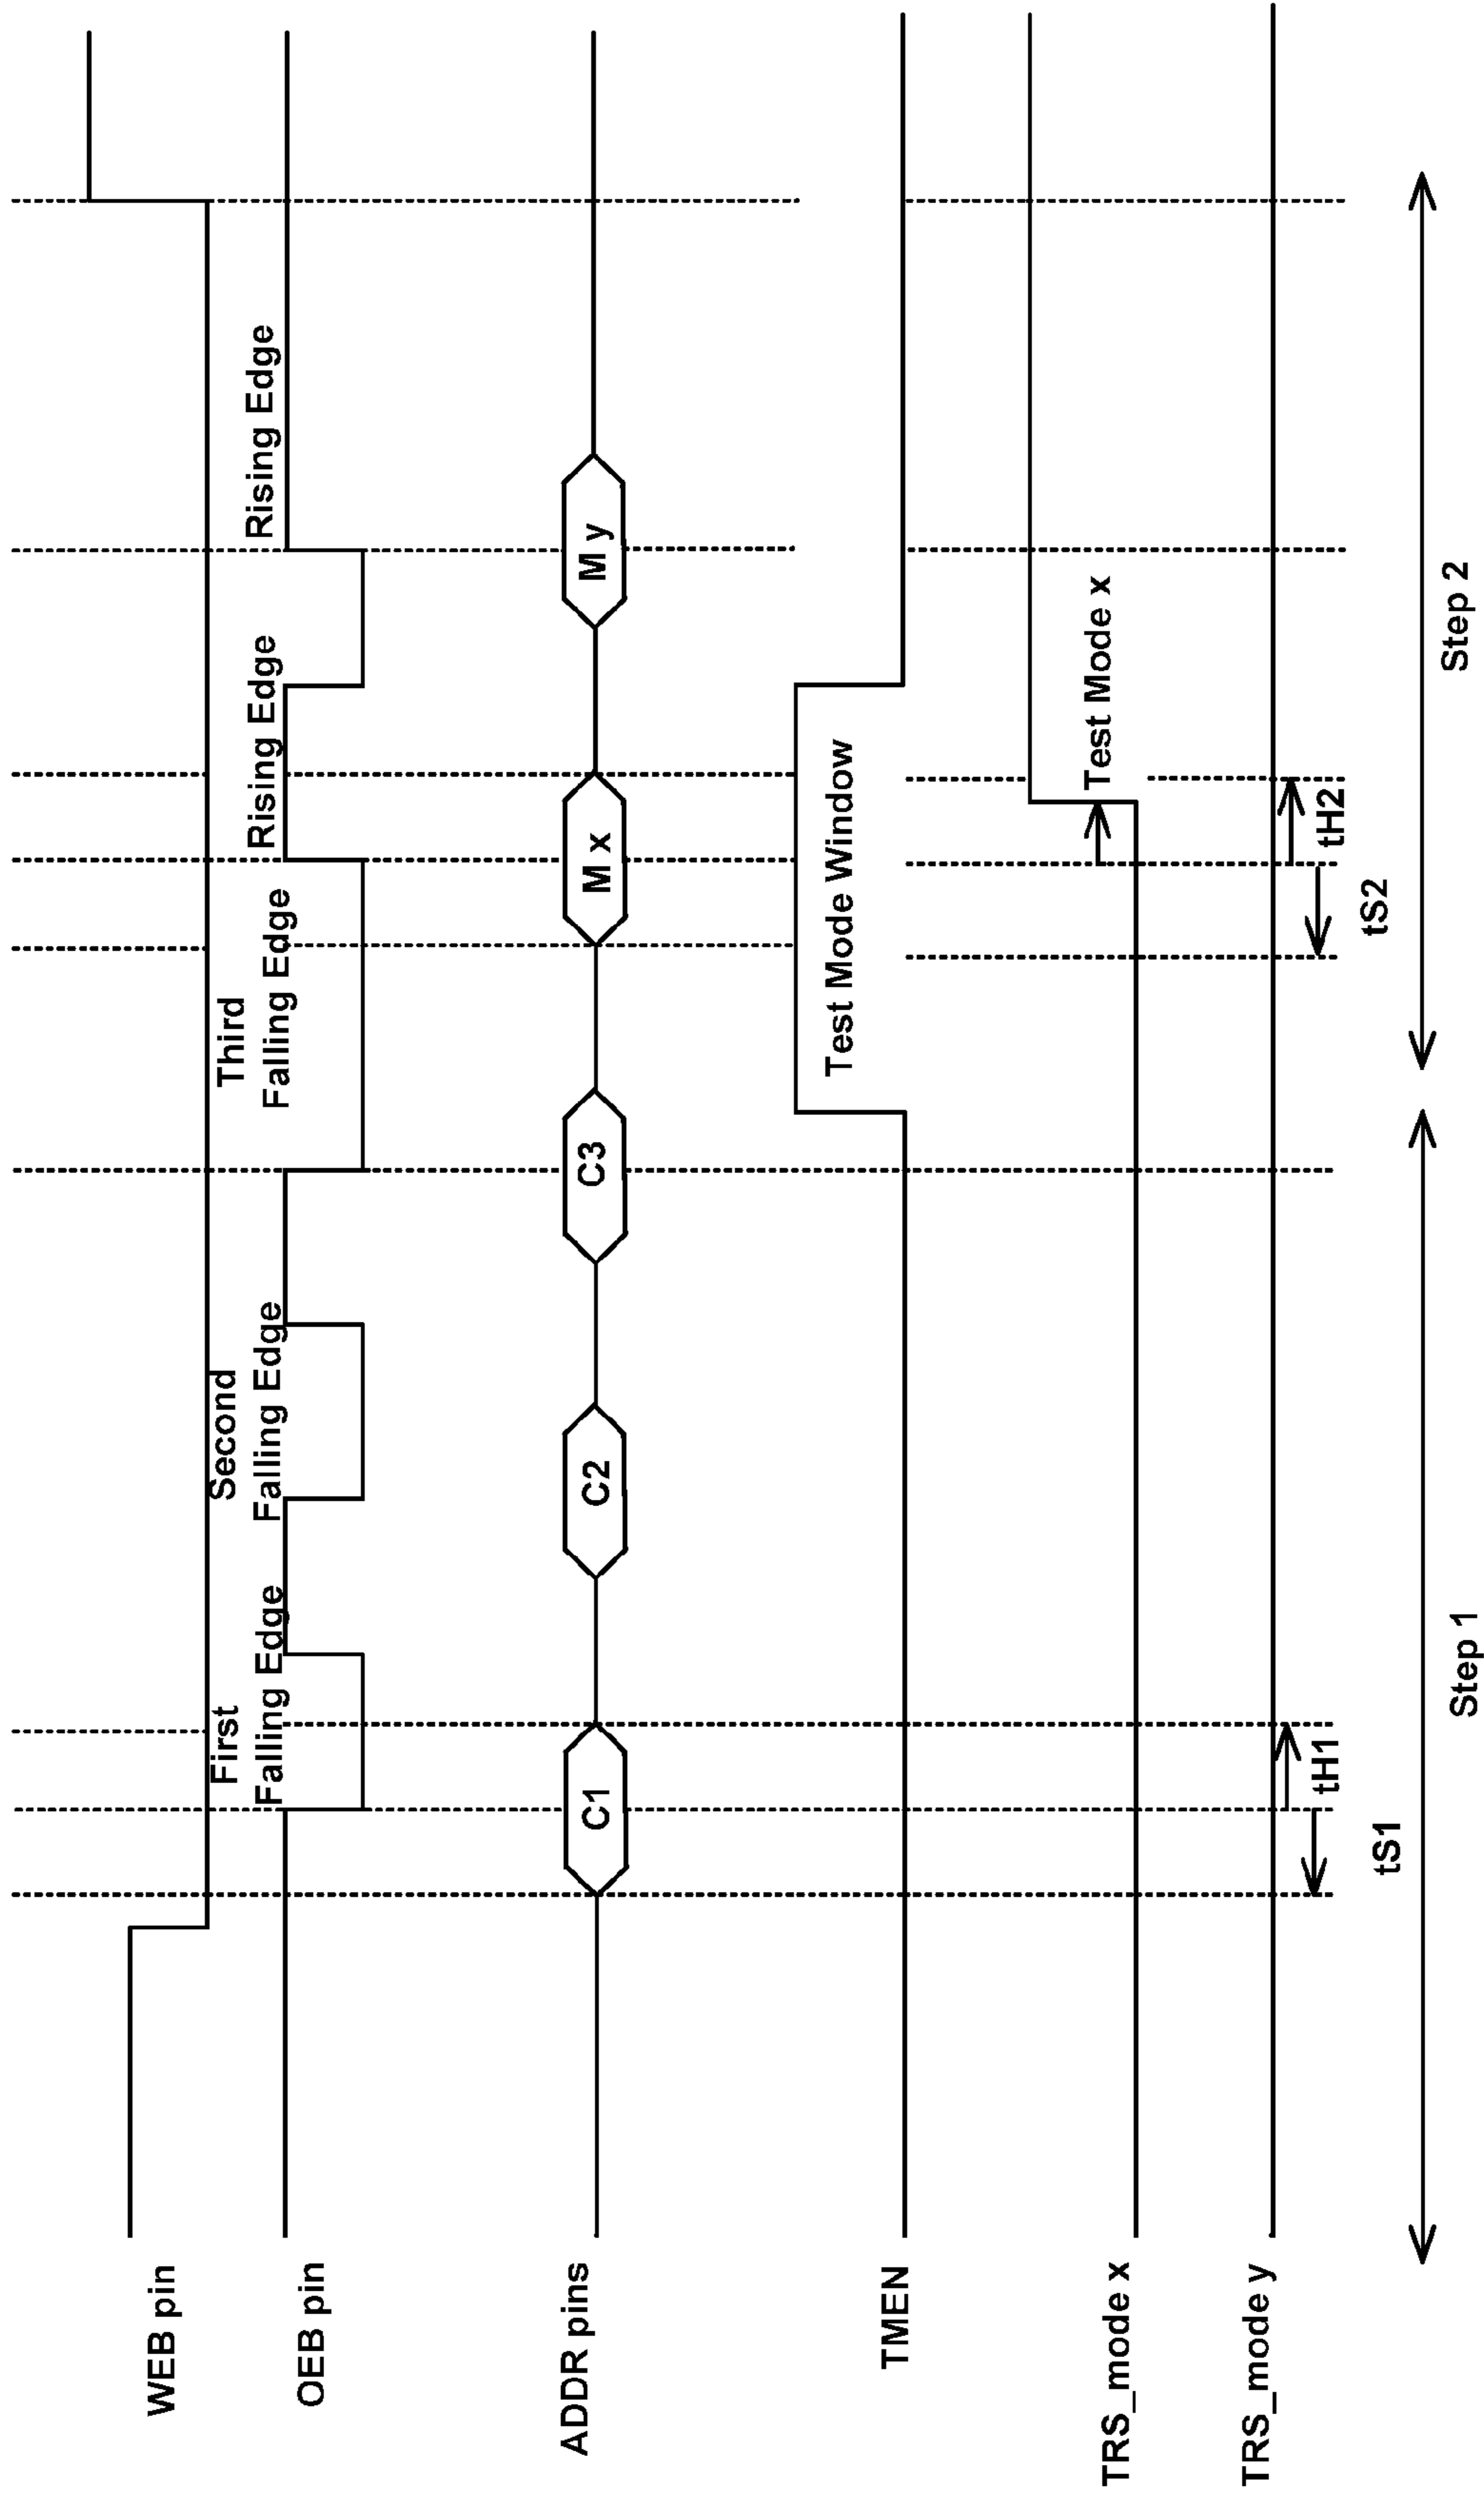 WEB pin
First
Second
Third
Falling Edge
Falling Edge
Falling Edge
Rising Edge
Rising Edge
OEB pin
ADDR pins
C1
C2
C3
M x
M y
TMEN
Test Mode Window
TRS_mode x
Test Mode x
TRS_mode y
tH1
tH2
tS1
tS2
Step 1
Step 2